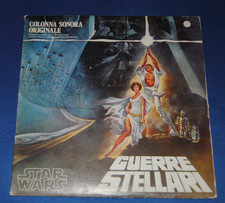 COLONNA SONORA
ORIGINALE
GUERRE
STELLARI
STAR
WARS